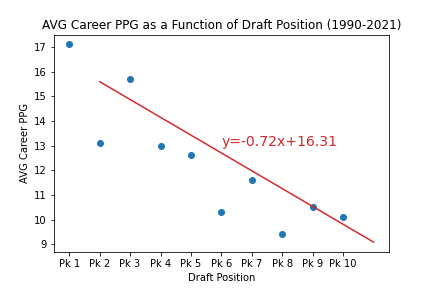 AVG Career PPG as a Function of Draft Position (1990-2021)
17
16
15
14
13
12
11
10
9
AVG Career PPG
y=-0.72x+16.31
Pk 1 Pk 2 Pk 3 Pk 4 Pk 5 Pk 6 Pk 7 Pk 8 Pk 9 Pk 10
Draft Position